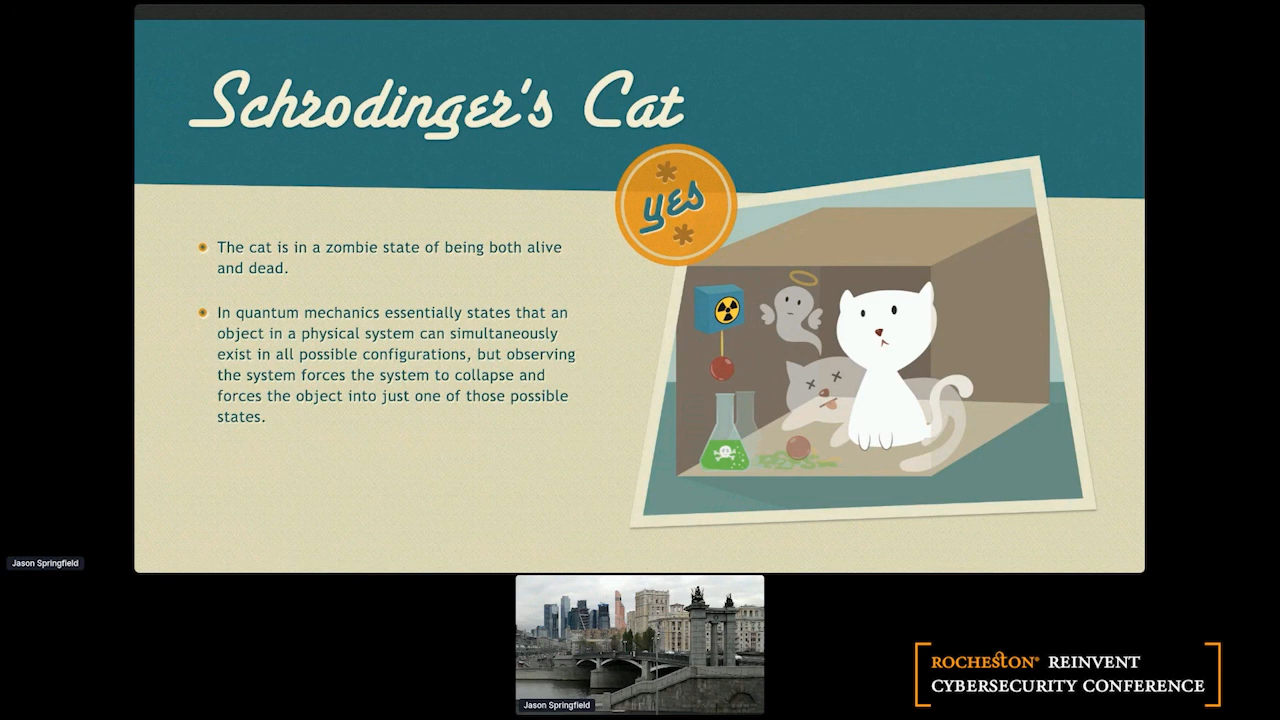 Schrodinger's Cat
yes
The cat is in a zombie state of being both alive
and dead.
In quantum mechanics essentially states that an
object in a physical system can simultaneously
exist in all possible configurations, but observing
the system forces the system to collapse and
forces the object into just one of those possible
states.
Jason Springfield
Jason Springfield
ROCHESTON® REINVENT
CYBERSECURITY CONFERENCE